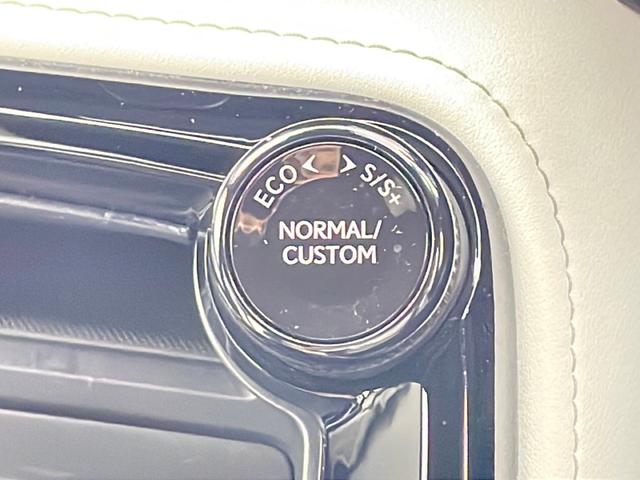 ECO < > S/S+
NORMAL/
CUSTOM